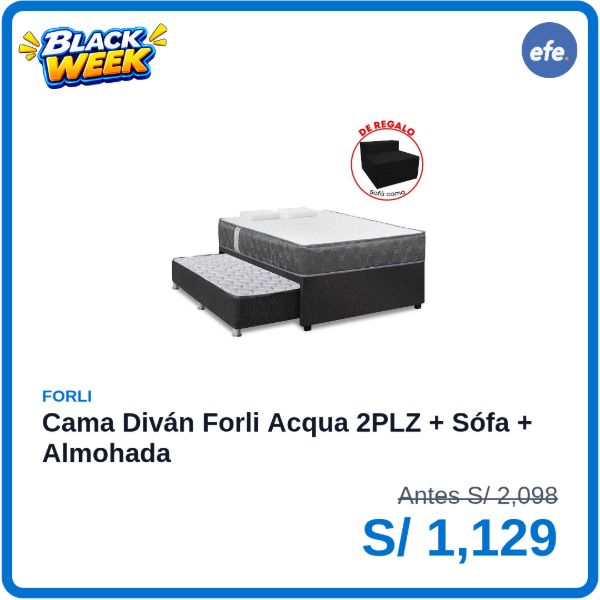 BLACK
WEEK
efe.
DE REGALO
Sofá cama
FORLI
Cama Diván Forli Acqua 2PLZ + Sófa +
Almohada
Antes S/ 2,098
S/ 1,129